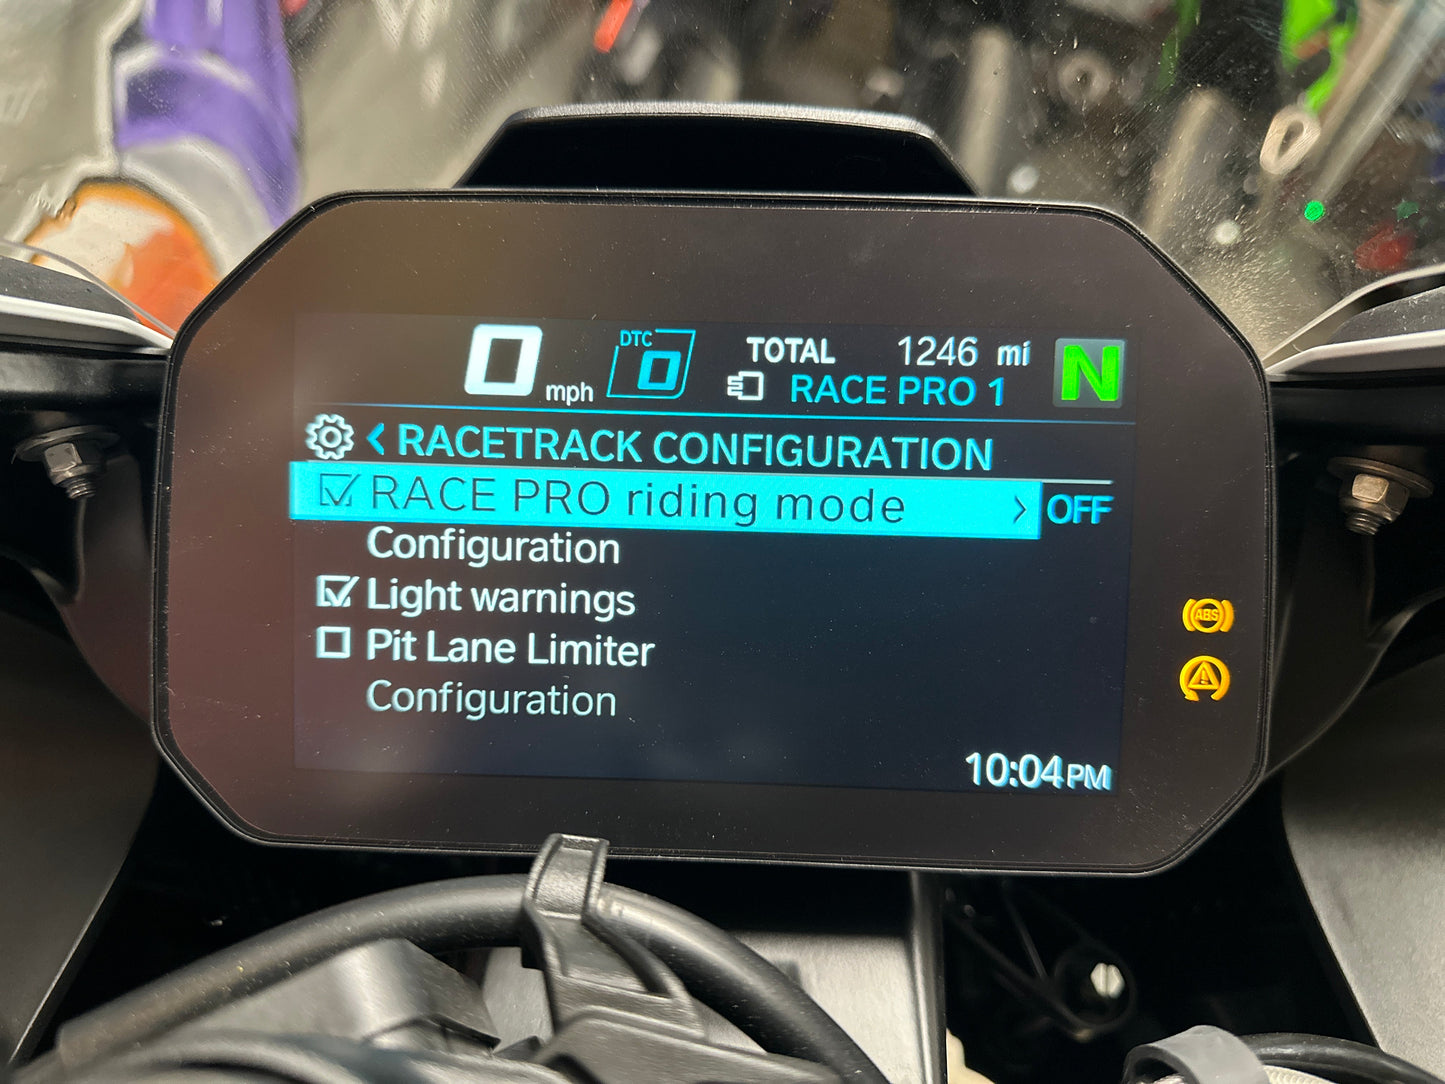 0 mph
DTC
0
TOTAL 1246 mi
RACE PRO 1
N
RACETRACK CONFIGURATION
RACE PRO riding mode OFF
Configuration
Light warnings
Pit Lane Limiter
Configuration
ABS
10:04PM